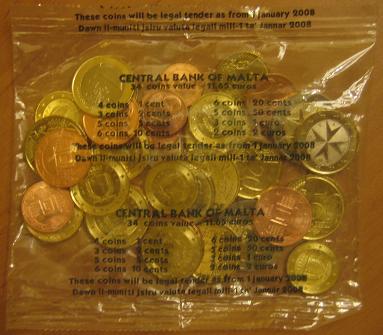 These coins will be legal tender as from 1 January 2008
Dawn il-muniti jsiru valuta legali mill-1 ta' Jannar 2008
CENTRAL BANK OF MALTA
34 coins value - 11.65 euros
4 coins 1 cent 6 coins 20 cents
3 coins 2 cents 5 coins 50 cents
5 coins 5 cents 3 coins 1 euro
6 coins 10 cents 2 coins 2 euros
These coins will be legal tender as from 1 January 2008
Dawn il-muniti jsiru valuta legali mill-1 ta' Jannar 2008
CENTRAL BANK OF MALTA
34 coins value - 11.65 euros
4 coins 1 cent 6 coins 20 cents
3 coins 2 cents 5 coins 50 cents
5 coins 5 cents 3 coins 1 euro
6 coins 10 cents 2 coins 2 euros
These coins will be legal tender as from 1 January 2008
Dawn il-muniti jsiru valuta legali mill-1 ta' Jannar 2008